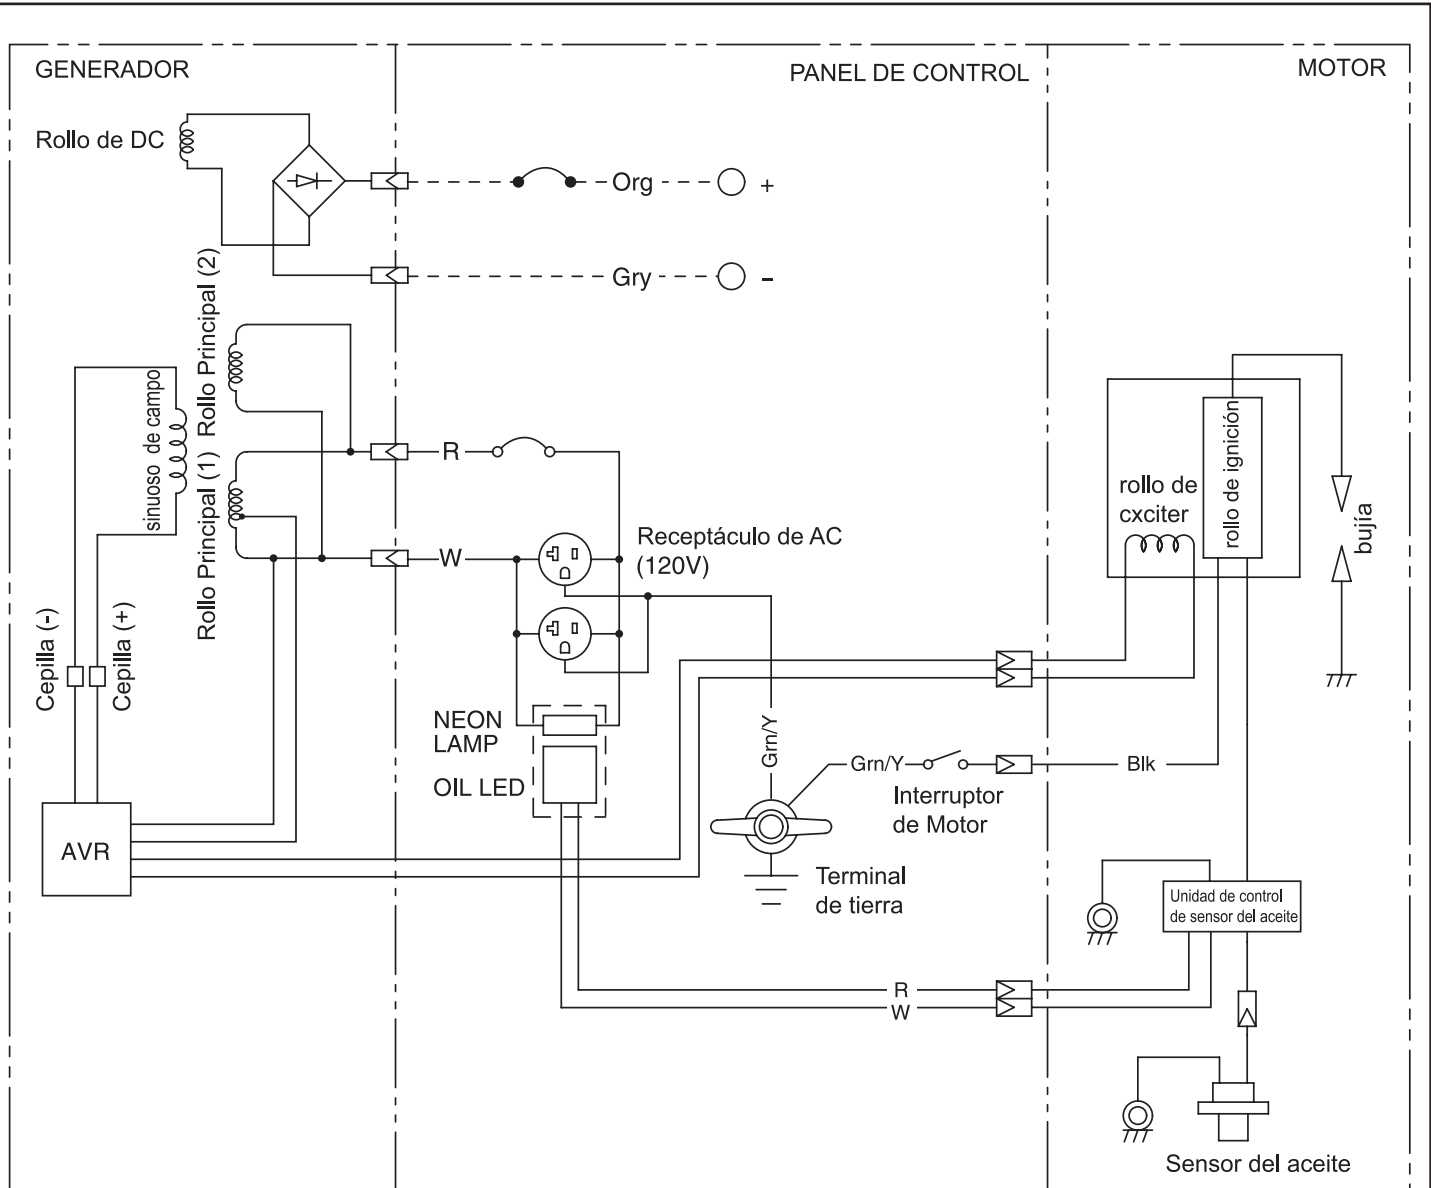 GENERADOR
PANEL DE CONTROL
MOTOR
Rollo de DC
Org
+
Gry
-
Rollo Principal (2)
Rollo Principal (1)
sinuoso de campo
Cepilla (-)
Cepilla (+)
AVR
R
W
Receptáculo de AC
(120V)
NEON
LAMP
OIL LED
Grn/Y
Grn/Y
Interruptor
de Motor
Terminal
de tierra
Blk
rollo de
cxciter
rollo de ignición
bujía
Unidad de control
de sensor del aceite
R
W
Sensor del aceite